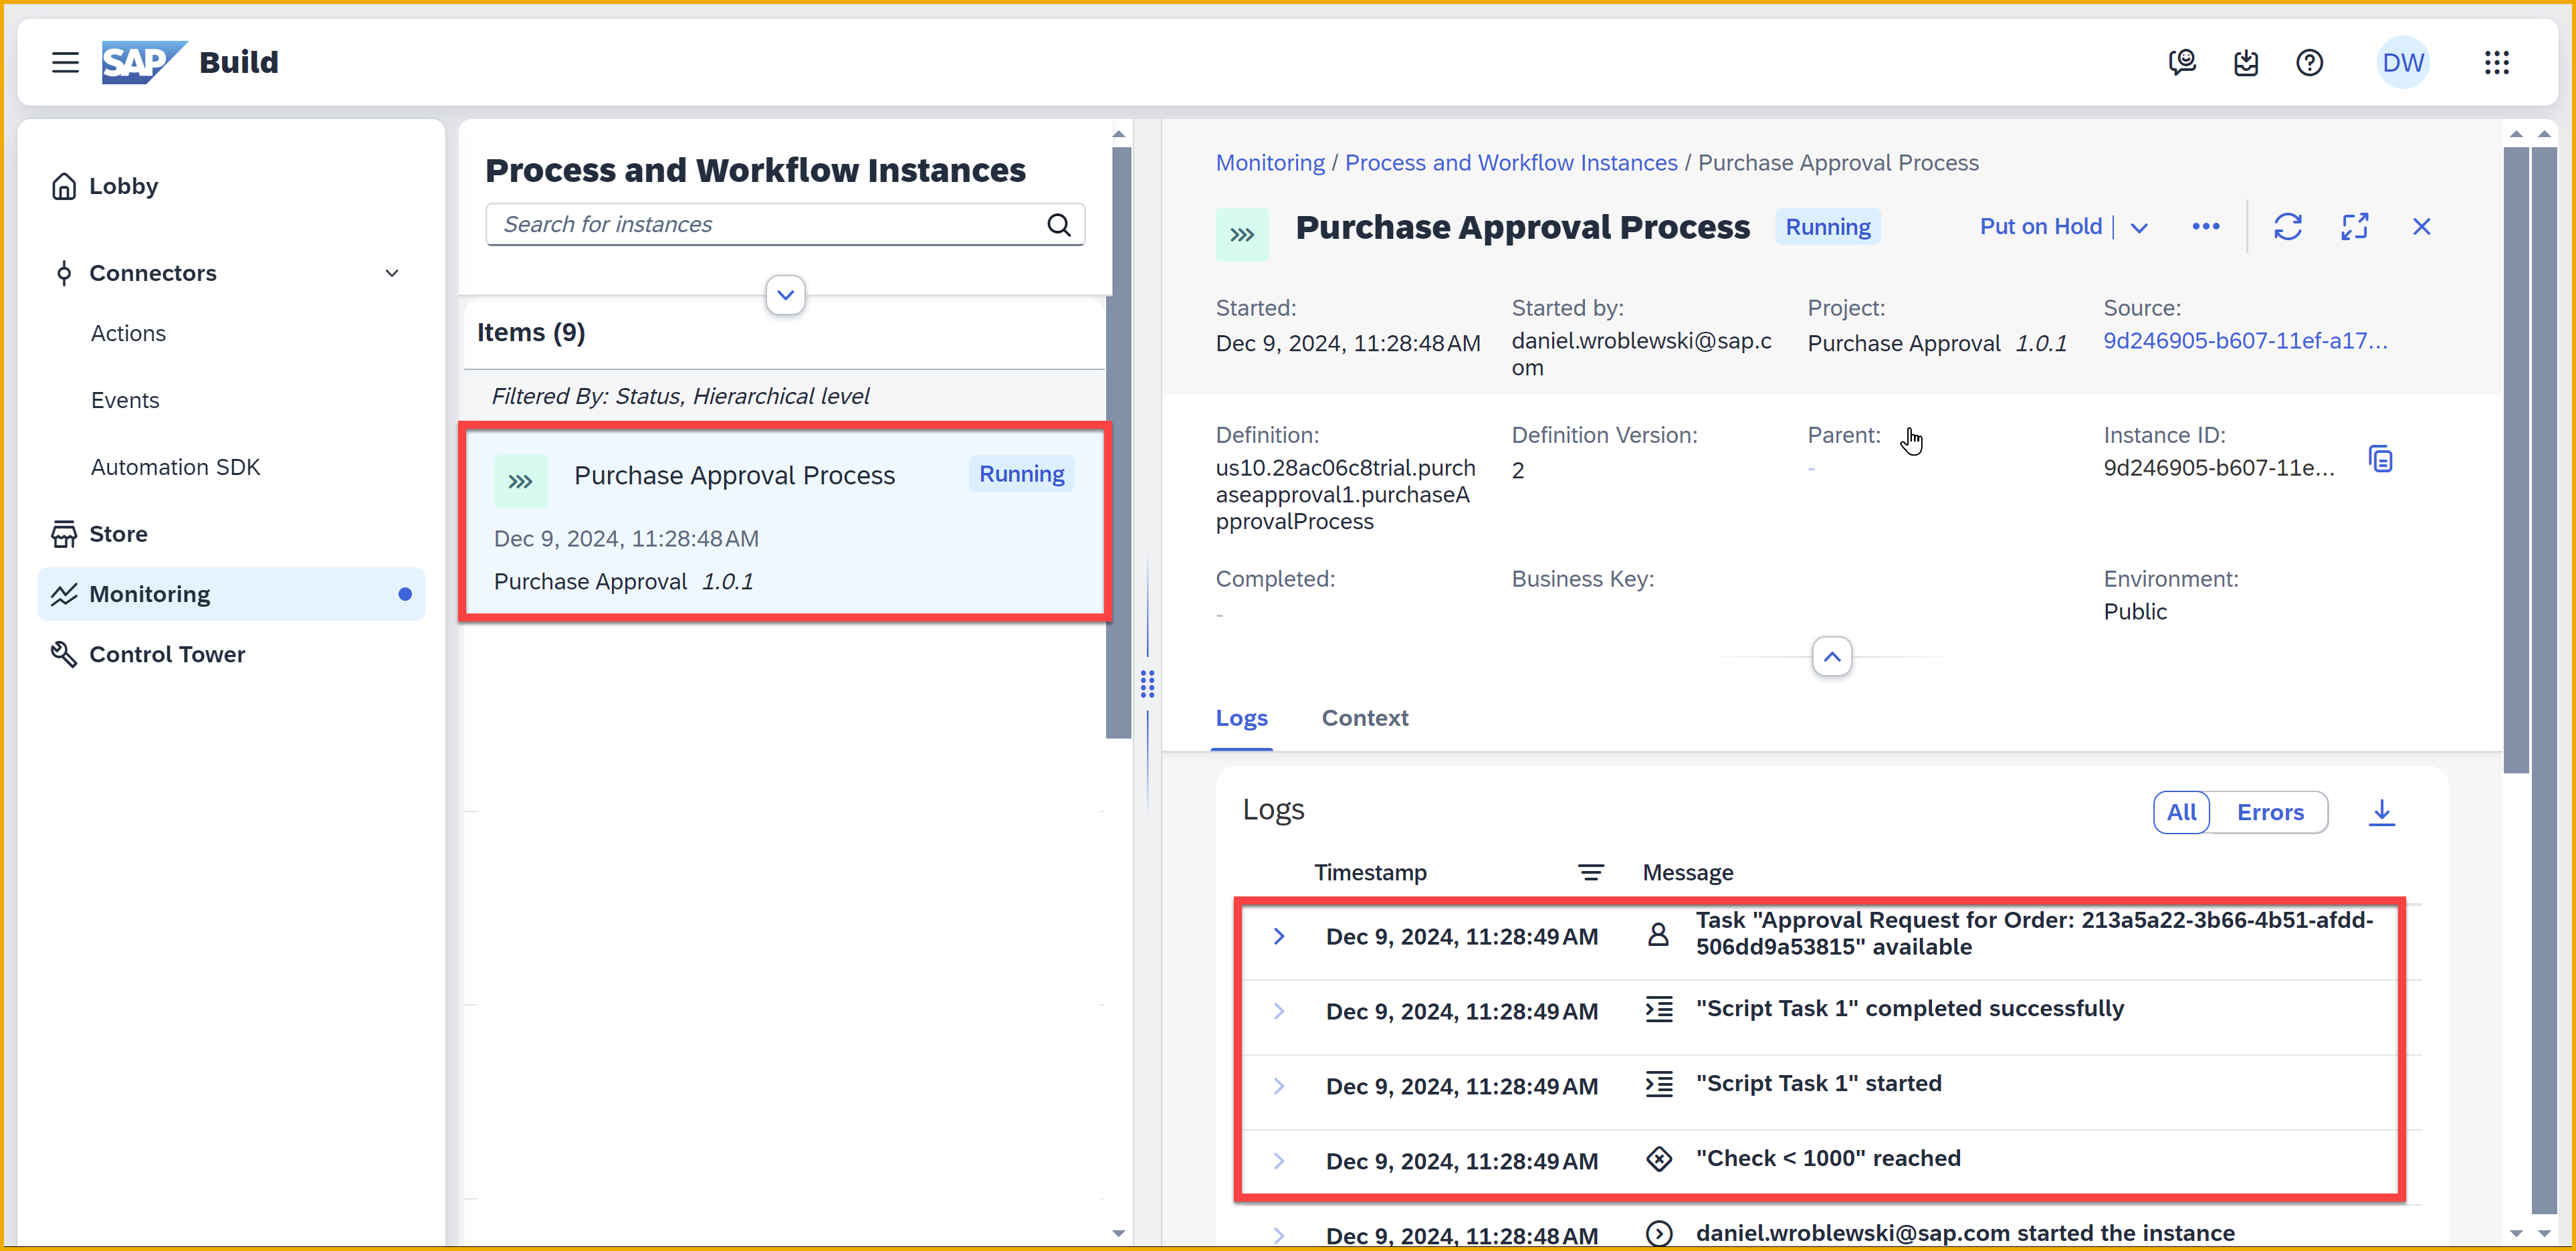 SAP Build
DW
Lobby
Connectors
Actions
Events
Automation SDK
Store
Monitoring
Control Tower
Process and Workflow Instances
Search for instances
Items (9)
Filtered By: Status, Hierarchical level
Purchase Approval Process
Running
Dec 9, 2024, 11:28:48 AM
Purchase Approval 1.0.1
Monitoring / Process and Workflow Instances / Purchase Approval Process
Purchase Approval Process
Running
Put on Hold
Started:
Dec 9, 2024, 11:28:48 AM
Started by:
daniel.wroblewski@sap.c
om
Project:
Purchase Approval 1.0.1
Source:
9d246905-b607-11ef-a17...
Definition:
us10.28ac06c8trial.purch
aseapproval1.purchaseA
pprovalProcess
Definition Version:
2
Parent:
-
Instance ID:
9d246905-b607-11e...
Completed:
-
Business Key:
Environment:
Public
Logs
Context
Logs
All
Errors
Timestamp
Message
Dec 9, 2024, 11:28:49 AM
Task "Approval Request for Order: 213a5a22-3b66-4b51-afdd-
506dd9a53815" available
Dec 9, 2024, 11:28:49 AM
"Script Task 1" completed successfully
Dec 9, 2024, 11:28:49 AM
"Script Task 1" started
Dec 9, 2024, 11:28:49 AM
"Check < 1000" reached
Dec 9, 2024, 11:28:48 AM
daniel.wroblewski@sap.com started the instance